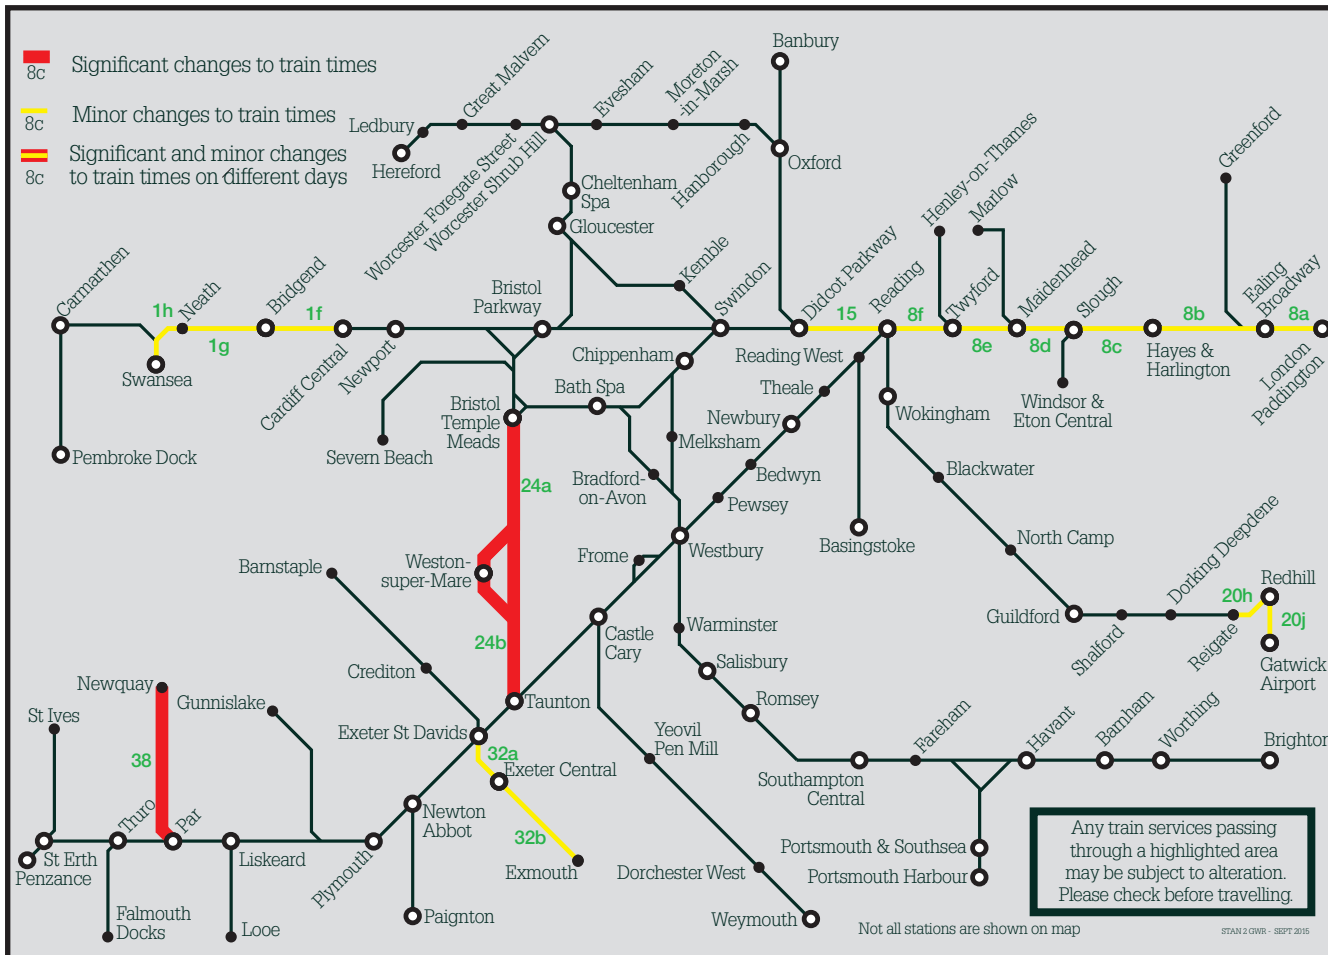 8c
Significant changes to train times
8c
Minor changes to train times
8c
Significant and minor changes
to train times on different days
Banbury
Great Malvern
Evesham
Moreton
-in-Marsh
Ledbury
Hereford
Worcester Foregate Street
Worcester Shrub Hill
Hanborough
Oxford
Cheltenham
Spa
Gloucester
Henley-on-Thames
Marlow
Greenford
Carmarthen
1h
Neath
Bridgend
1f
1g
Swansea
Cardiff Central
Newport
Bristol
Parkway
Kemble
Swindon
Didcot Parkway
15
Reading
8f
Twyford
8e
Maidenhead
8d
Slough
8c
8b
Hayes &
Harlington
Ealing
Broadway
8a
London
Paddington
Windsor &
Eton Central
Chippenham
Reading West
Bath Spa
Theale
Newbury
Wokingham
Bristol
Temple
Meads
Severn Beach
Melksham
Bradford-
on-Avon
Bedwyn
Pewsey
Blackwater
Pembroke Dock
24a
Westbury
Basingstoke
North Camp
Dorking Deepdene
Weston-
super-Mare
Frome
Barnstaple
Redhill
20h
20j
Guildford
Shalford
Reigate
Gatwick
Airport
24b
Castle
Cary
Warminster
Salisbury
Crediton
Newquay
Gunnislake
St Ives
Taunton
Romsey
Exeter St Davids
32a
Exeter Central
Yeovil
Pen Mill
38
Fareham
Havant
Barnham
Worthing
Brighton
Southampton
Central
Newton
Abbot
Truro
Par
32b
Exmouth
St Erth
Penzance
Liskeard
Plymouth
Dorchester West
Portsmouth & Southsea
Portsmouth Harbour
Falmouth
Docks
Looe
Paignton
Weymouth
Any train services passing
through a highlighted area
may be subject to alteration.
Please check before travelling.
Not all stations are shown on map
STAN 2 GWR - SEPT 2015